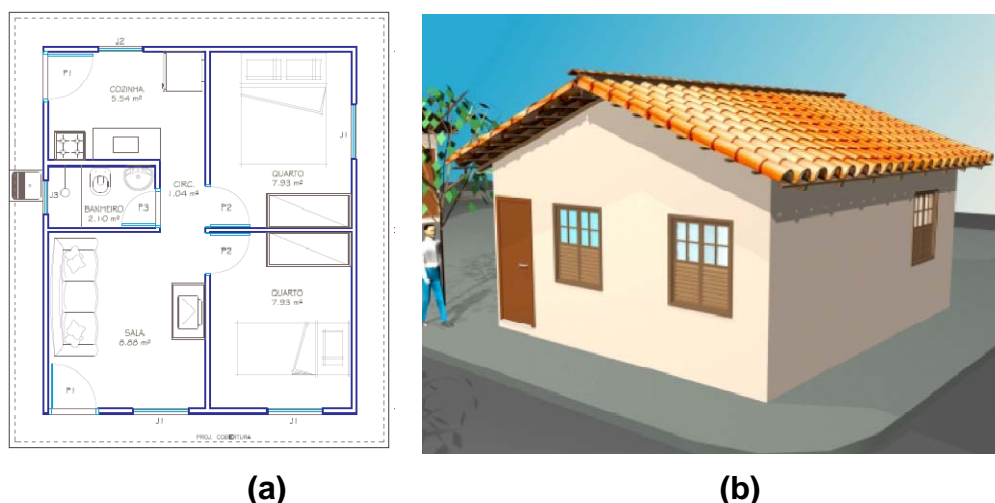 J2
P1
COZINHA
5.54 m²
J1
QUARTO
7.93 m²
CIRC.
1.04 m²
J3
BANHEIRO
2.10 m²
P3
P2
P2
QUARTO
7.93 m²
SALA
8.88 m²
P1
J1
J1
PROJ. COBERTURA
(a)
(b)